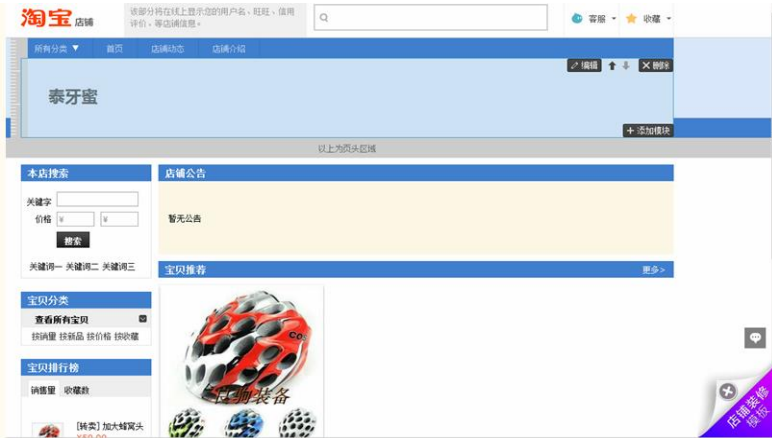 淘宝 店铺
该部分将在线上显示您的用户名、旺旺、信用
评价、等店铺信息。
客服
收藏
所有分类 ▼ 首页 店铺动态 店铺介绍
编辑
删除
泰牙蜜
+ 添加模块
以上为页头区域
本店搜索
关键字
价格 ¥ ¥
搜索
关键词一 关键词二 关键词三
店铺公告
暂无公告
宝贝推荐 更多>
宝贝分类
查看所有宝贝
按销量 按新品 按价格 按收藏
宝贝排行榜
销售量 收藏数
[转卖] 加大蜂窝头
¥50.00
装备
店铺装修
模板